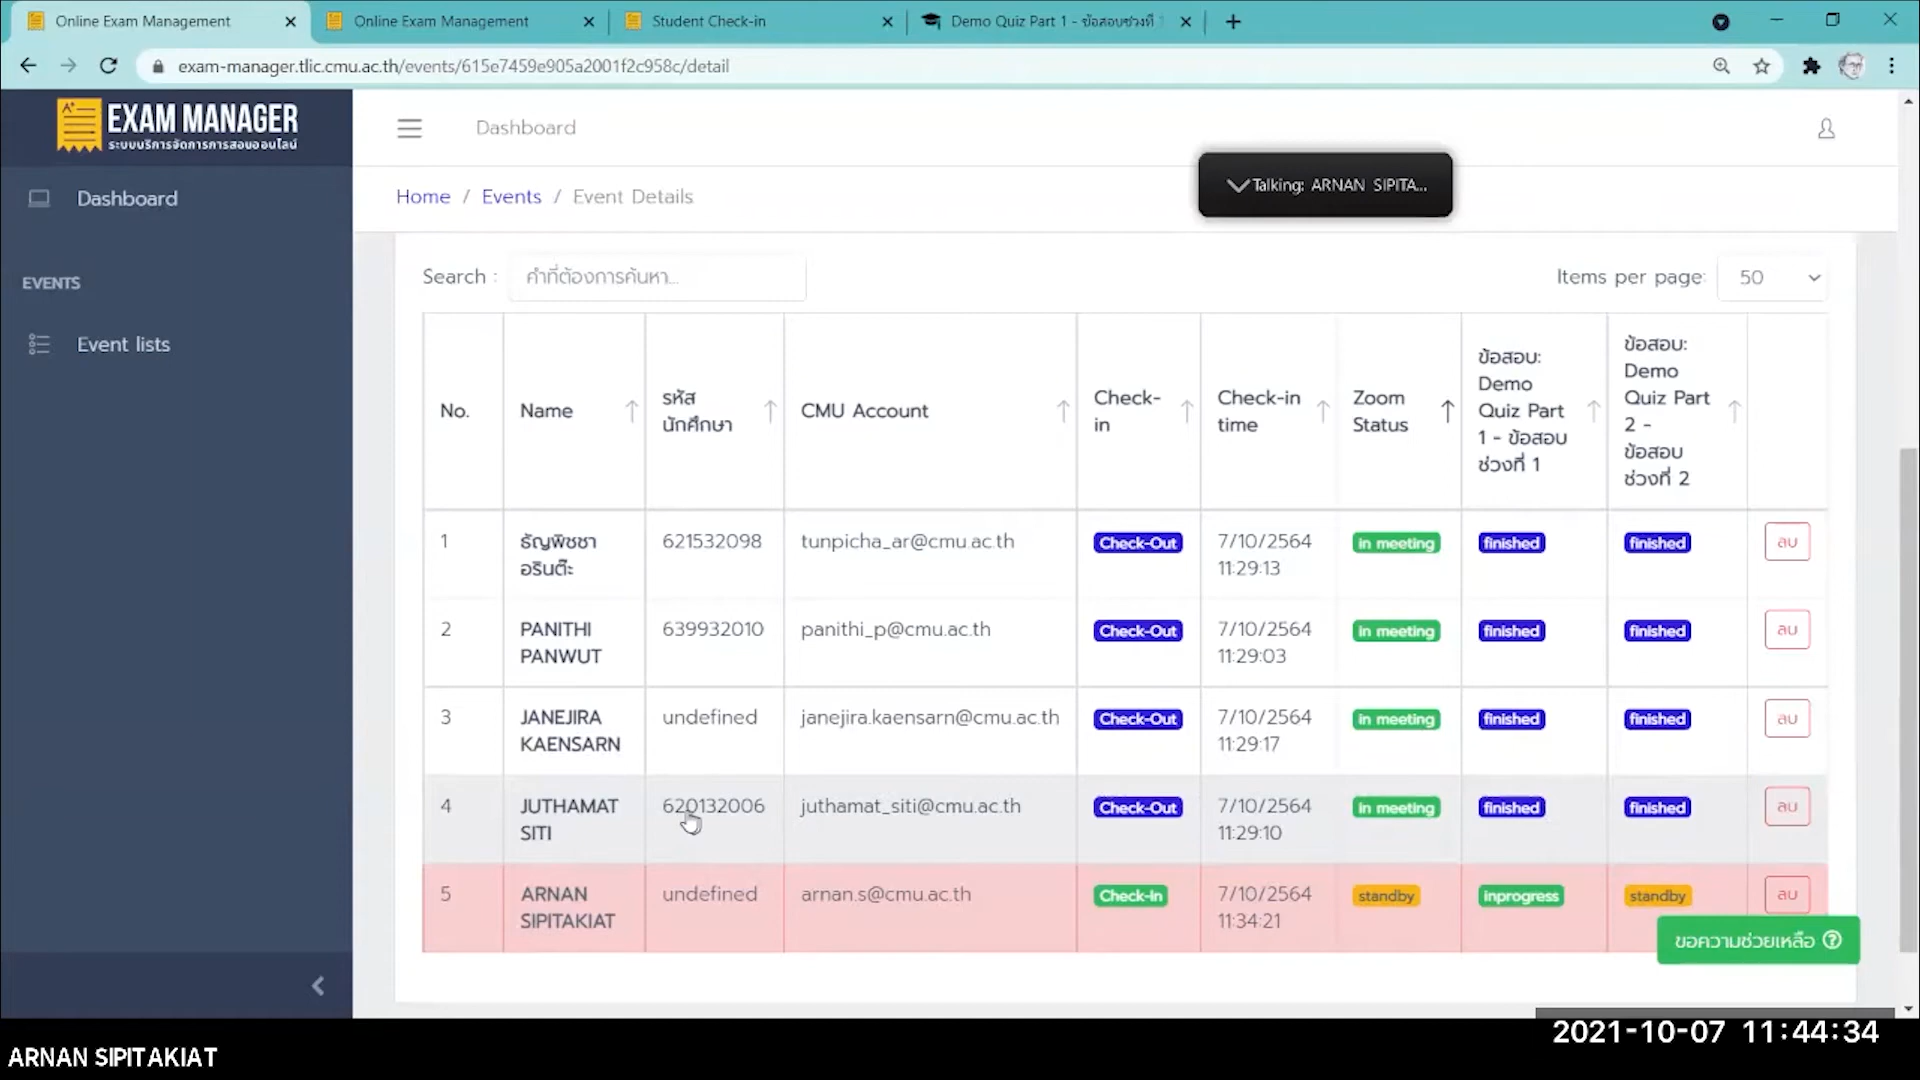 Online Exam Management
Online Exam Management
Student Check-in
Demo Quiz Part 1 - ข้อสอบช่วงที่ 1
exam-manager.tlic.cmu.ac.th/events/615e7459e905a2001f2c958c/detail
A+
EXAM MANAGER
ระบบบริการจัดการการสอบออนไลน์
Dashboard
Talking: ARNAN SIPITA...
Dashboard
Home / Events / Event Details
EVENTS
Event lists
Search :
คำที่ต้องการค้นหา...
Items per page:
50
No.
Name
รหัส
นักศึกษา
CMU Account
Check-
in
Check-in
time
Zoom
Status
ข้อสอบ:
Demo
Quiz Part
1 - ข้อสอบ
ช่วงที่ 1
ข้อสอบ:
Demo
Quiz Part
2 -
ข้อสอบ
ช่วงที่ 2
1
ธัญพิชชา
อรินต๊ะ
621532098
tunpicha_ar@cmu.ac.th
Check-Out
7/10/2564
11:29:13
in meeting
finished
finished
ลบ
2
PANITHI
PANWUT
639932010
panithi_p@cmu.ac.th
Check-Out
7/10/2564
11:29:03
in meeting
finished
finished
ลบ
3
JANEJIRA
KAENSARN
undefined
janejira.kaensarn@cmu.ac.th
Check-Out
7/10/2564
11:29:17
in meeting
finished
finished
ลบ
4
JUTHAMAT
SITI
620132006
juthamat_siti@cmu.ac.th
Check-Out
7/10/2564
11:29:10
in meeting
finished
finished
ลบ
5
ARNAN
SIPITAKIAT
undefined
arnan.s@cmu.ac.th
Check-In
7/10/2564
11:34:21
standby
inprogress
standby
ลบ
ขอความช่วยเหลือ
2021-10-07 11:44:34
ARNAN SIPITAKIAT